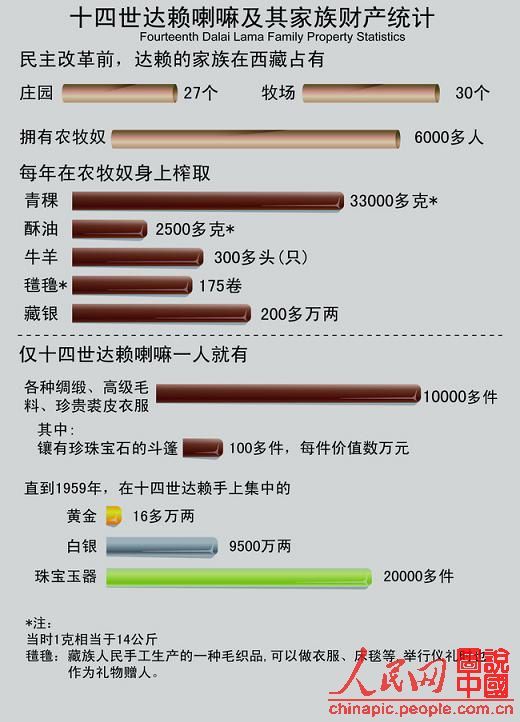 十四世达赖喇嘛及其家族财产统计
Fourteenth Dalai Lama Family Property Statistics
民主改革前，达赖的家族在西藏占有
庄园 27个 牧场 30个
拥有农牧奴 6000多人
每年在农牧奴身上榨取
青稞 33000多克*
酥油 2500多克*
牛羊 300多头(只)
氆氇* 175卷
藏银 200多万两
仅十四世达赖喇嘛一人就有
各种绸缎、高级毛
料、珍贵裘皮衣服 10000多件
其中:
镶有珍珠宝石的斗篷 100多件，每件价值数万元
直到1959年，在十四世达赖手上集中的
黄金 16多万两
白银 9500万两
珠宝玉器 20000多件
*注：
当时1克相当于14公斤
氆氇：藏族人民手工生产的一种毛织品,可以做衣服、床毯等,举行仪礼时也
作为礼物赠人。
人民网 圖說中國
chinapic.people.com.cn